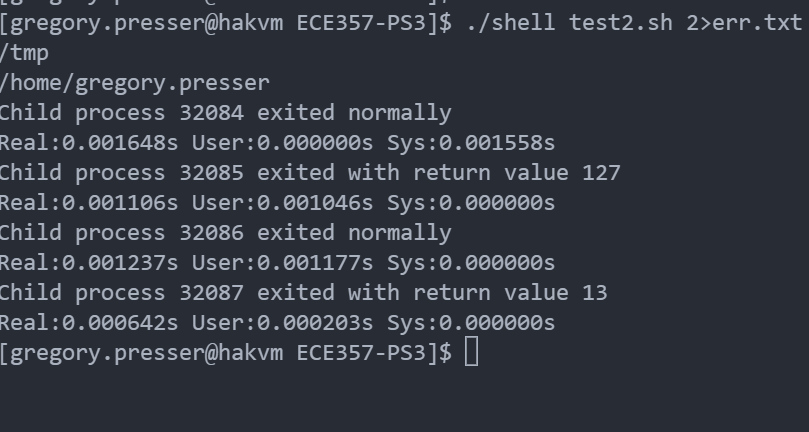 [gregory.presser@hakvm ECE357-PS3]$ ./shell test2.sh 2>err.txt
/tmp
/home/gregory.presser
Child process 32084 exited normally
Real:0.001648s User:0.000000s Sys:0.001558s
Child process 32085 exited with return value 127
Real:0.001106s User:0.001046s Sys:0.000000s
Child process 32086 exited normally
Real:0.001237s User:0.001177s Sys:0.000000s
Child process 32087 exited with return value 13
Real:0.000642s User:0.000203s Sys:0.000000s
[gregory.presser@hakvm ECE357-PS3]$